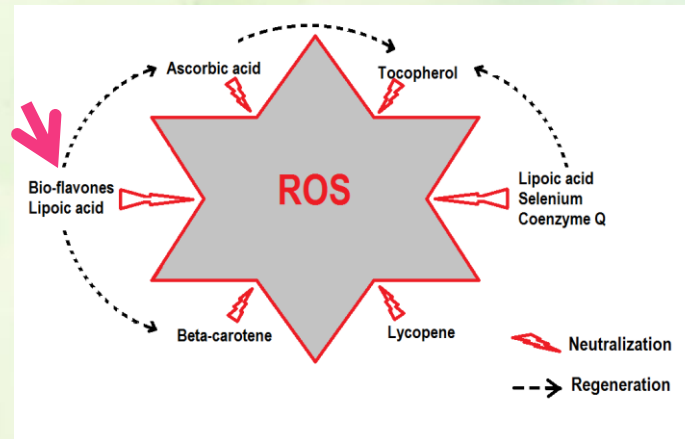 Ascorbic acid
Tocopherol
Bio-flavones
Lipoic acid
ROS
Lipoic acid
Selenium
Coenzyme Q
Beta-carotene
Lycopene
Neutralization
Regeneration